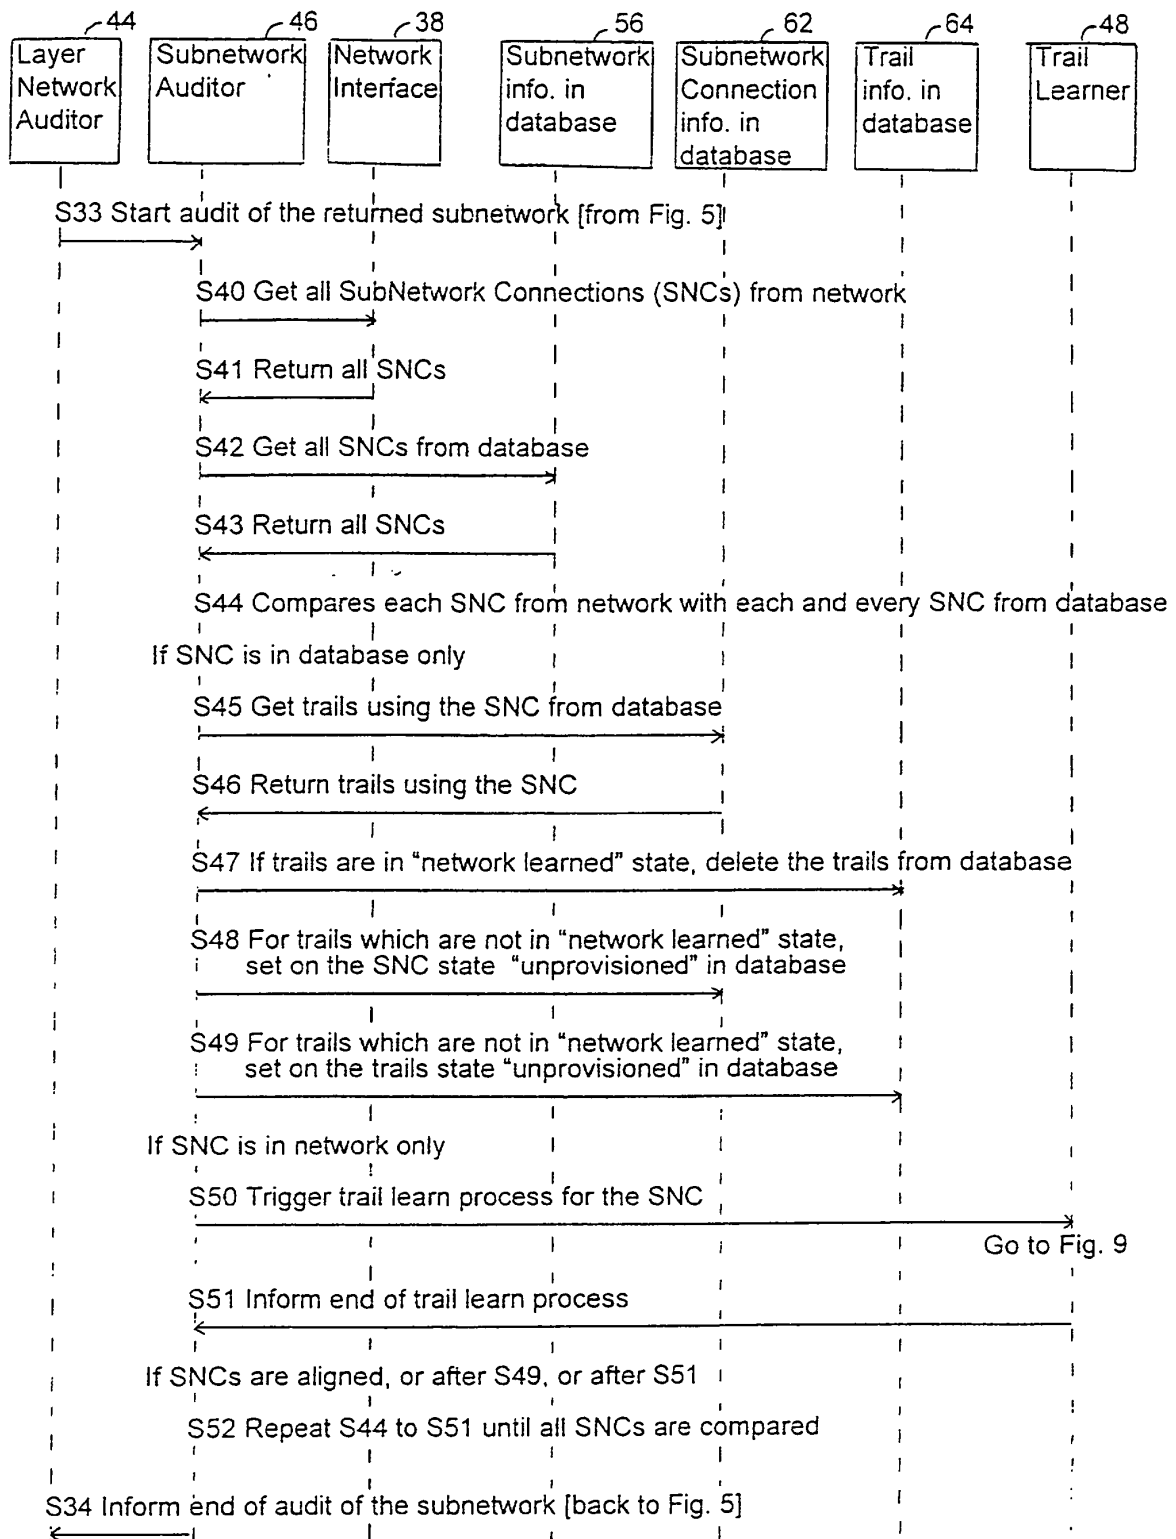 44
46
38
56
62
64
48
Layer
Network
Auditor
Subnetwork
Auditor
Network
Interface
Subnetwork
info. in
database
Subnetwork
Connection
info. in
database
Trail
info. in
database
Trail
Learner
S33 Start audit of the returned subnetwork [from Fig. 5]
S40 Get all SubNetwork Connections (SNCs) from network
S41 Return all SNCs
S42 Get all SNCs from database
S43 Return all SNCs
S44 Compares each SNC from network with each and every SNC from database
If SNC is in database only
S45 Get trails using the SNC from database
S46 Return trails using the SNC
S47 If trails are in “network learned” state, delete the trails from database
S48 For trails which are not in “network learned” state,
set on the SNC state “unprovisioned” in database
S49 For trails which are not in “network learned” state,
set on the trails state “unprovisioned” in database
If SNC is in network only
S50 Trigger trail learn process for the SNC
Go to Fig. 9
S51 Inform end of trail learn process
If SNCs are aligned, or after S49, or after S51
S52 Repeat S44 to S51 until all SNCs are compared
S34 Inform end of audit of the subnetwork [back to Fig. 5]